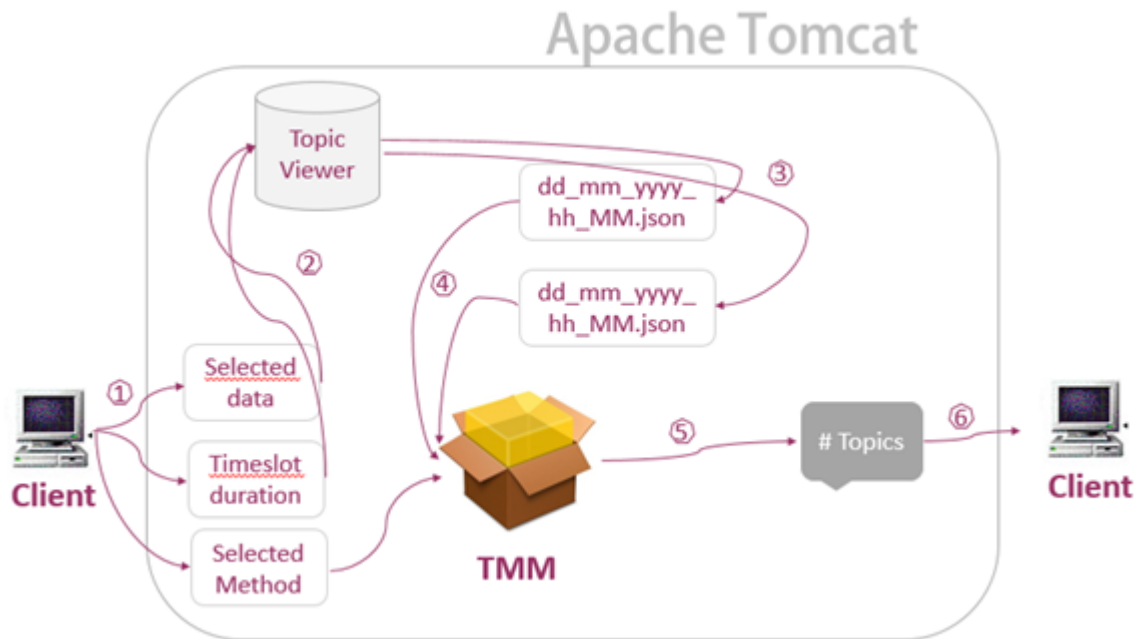 Apache Tomcat
Topic
Viewer
③
dd_mm_yyyy_
hh_MM.json
②
④
dd_mm_yyyy_
hh_MM.json
①
Selected
data
⑤
⑥
# Topics
Client
Timeslot
duration
Client
Selected
Method
TMM